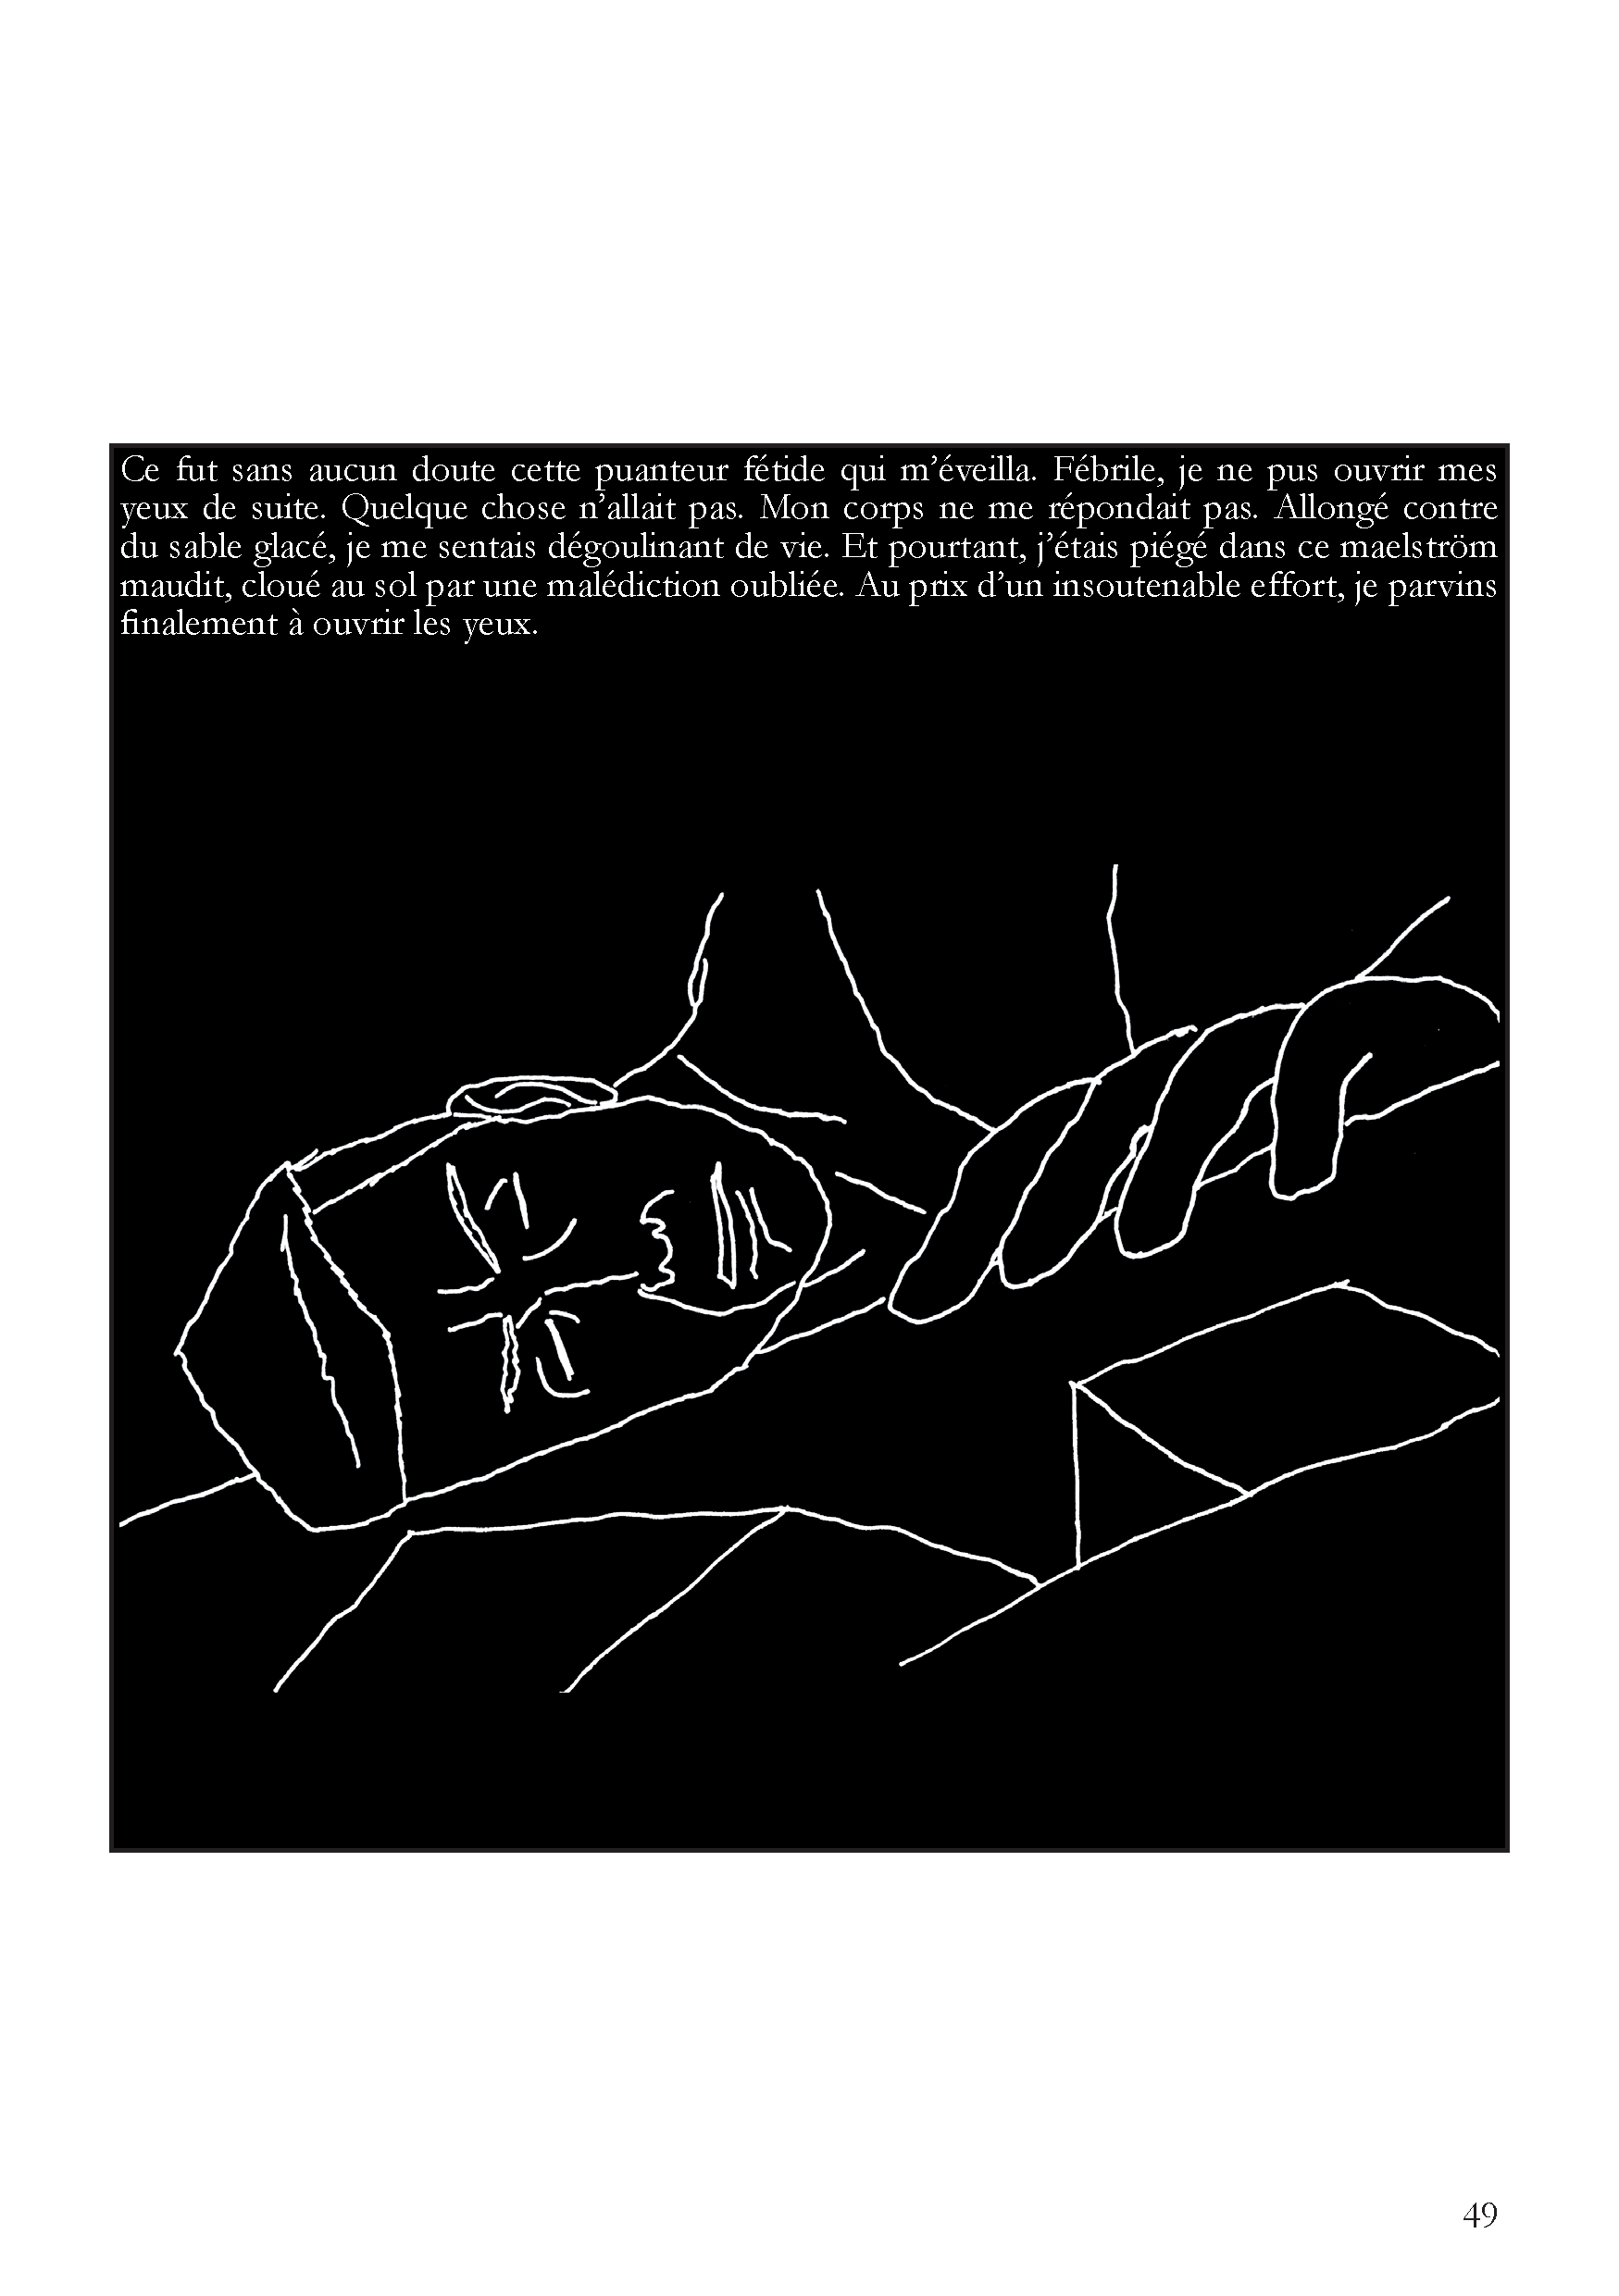 Ce fut sans aucun doute cette puanteur fétide qui m’éveilla. Fébrile, je ne pus ouvrir mes
yeux de suite. Quelque chose n’allait pas. Mon corps ne me répondait pas. Allongé contre
du sable glacé, je me sentais dégoulinant de vie. Et pourtant, j’étais piégé dans ce maelström
maudit, cloué au sol par une malédiction oubliée. Au prix d’un insoutenable effort, je parvins
finalement à ouvrir les yeux.
49